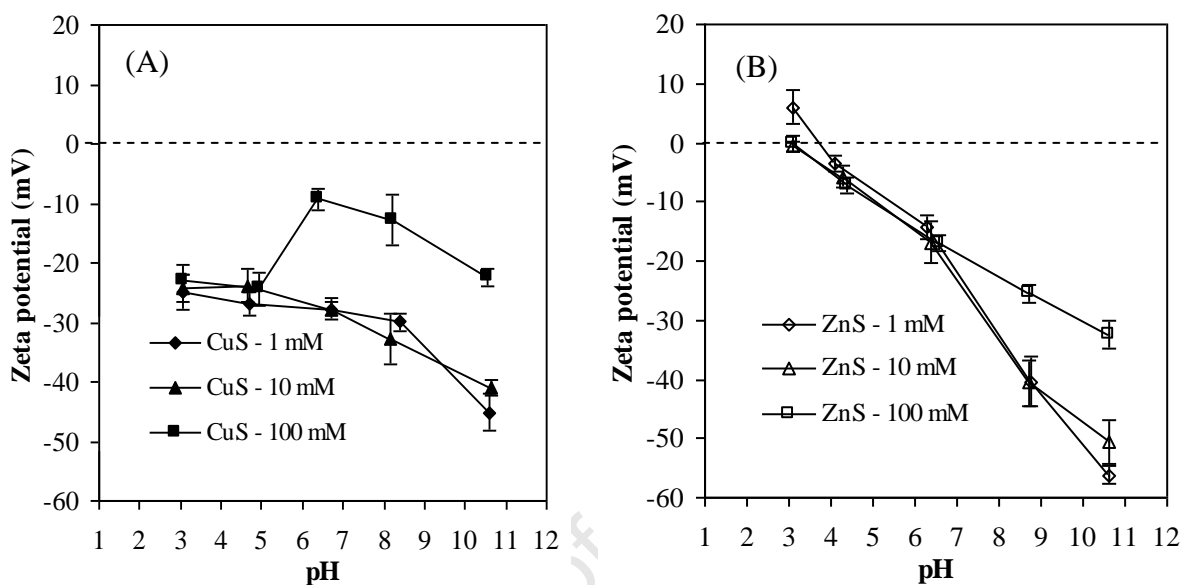 (A)
Zeta potential (mV)
20
10
0
-10
-20
-30
-40
-50
-60
CuS - 1 mM
CuS - 10 mM
CuS - 100 mM
1 2 3 4 5 6 7 8 9 10 11 12
pH
(B)
Zeta potential (mV)
20
10
0
-10
-20
-30
-40
-50
-60
ZnS - 1 mM
ZnS - 10 mM
ZnS - 100 mM
1 2 3 4 5 6 7 8 9 10 11 12
pH
of